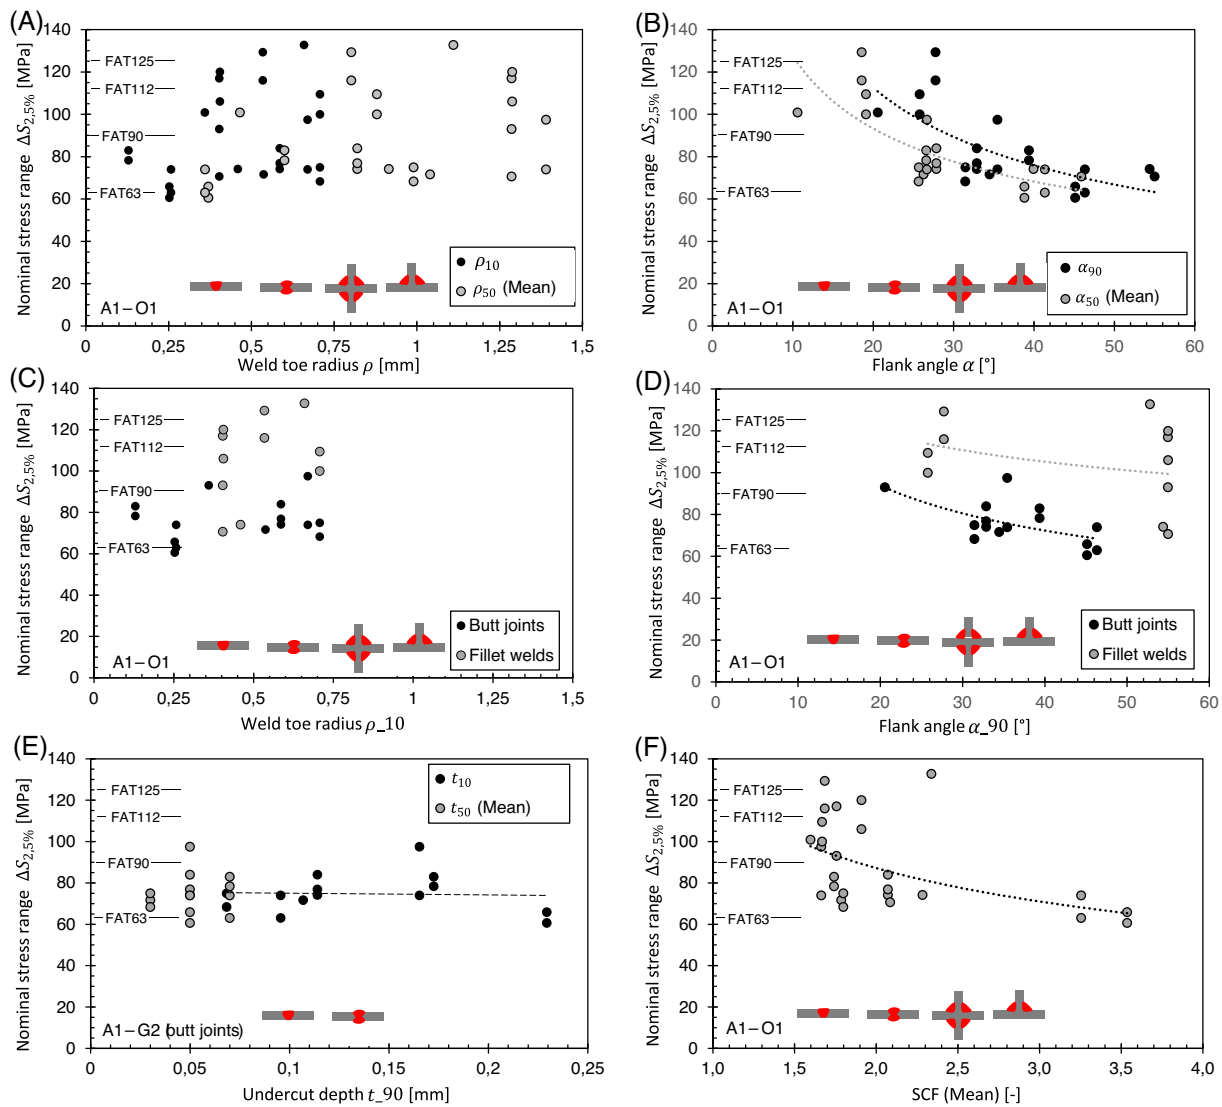 (A)
Nominal stress range ΔS2,5% [MPa]
140
120
100
80
60
40
20
0
FAT125
FAT112
FAT90
FAT63
ρ10
ρ50 (Mean)
A1−O1
0 0,25 0,5 0,75 1 1,25 1,5
Weld toe radius ρ [mm]
(B)
Nominal stress range ΔS2,5% [MPa]
140
120
100
80
60
40
20
0
FAT125
FAT112
FAT90
FAT63
α90
α50 (Mean)
A1−O1
0 10 20 30 40 50 60
Flank angle α [°]
(C)
Nominal stress range ΔS2,5% [MPa]
140
120
100
80
60
40
20
0
FAT125
FAT112
FAT90
FAT63
Butt joints
Fillet welds
A1−O1
0 0,25 0,5 0,75 1 1,25 1,5
Weld toe radius ρ_10
(D)
Nominal stress range ΔS2,5% [MPa]
140
120
100
80
60
40
20
0
FAT125
FAT112
FAT90
FAT63
Butt joints
Fillet welds
A1−O1
0 10 20 30 40 50 60
Flank angle α_90 [°]
(E)
Nominal stress range ΔS2,5% [MPa]
140
120
100
80
60
40
20
0
FAT125
FAT112
FAT90
FAT63
t10
t50 (Mean)
A1−G2 (butt joints)
0 0,05 0,1 0,15 0,2 0,25
Undercut depth t_90 [mm]
(F)
Nominal stress range ΔS2,5% [MPa]
140
120
100
80
60
40
20
0
FAT125
FAT112
FAT90
FAT63
A1−O1
1,0 1,5 2,0 2,5 3,0 3,5 4,0
SCF (Mean) [-]